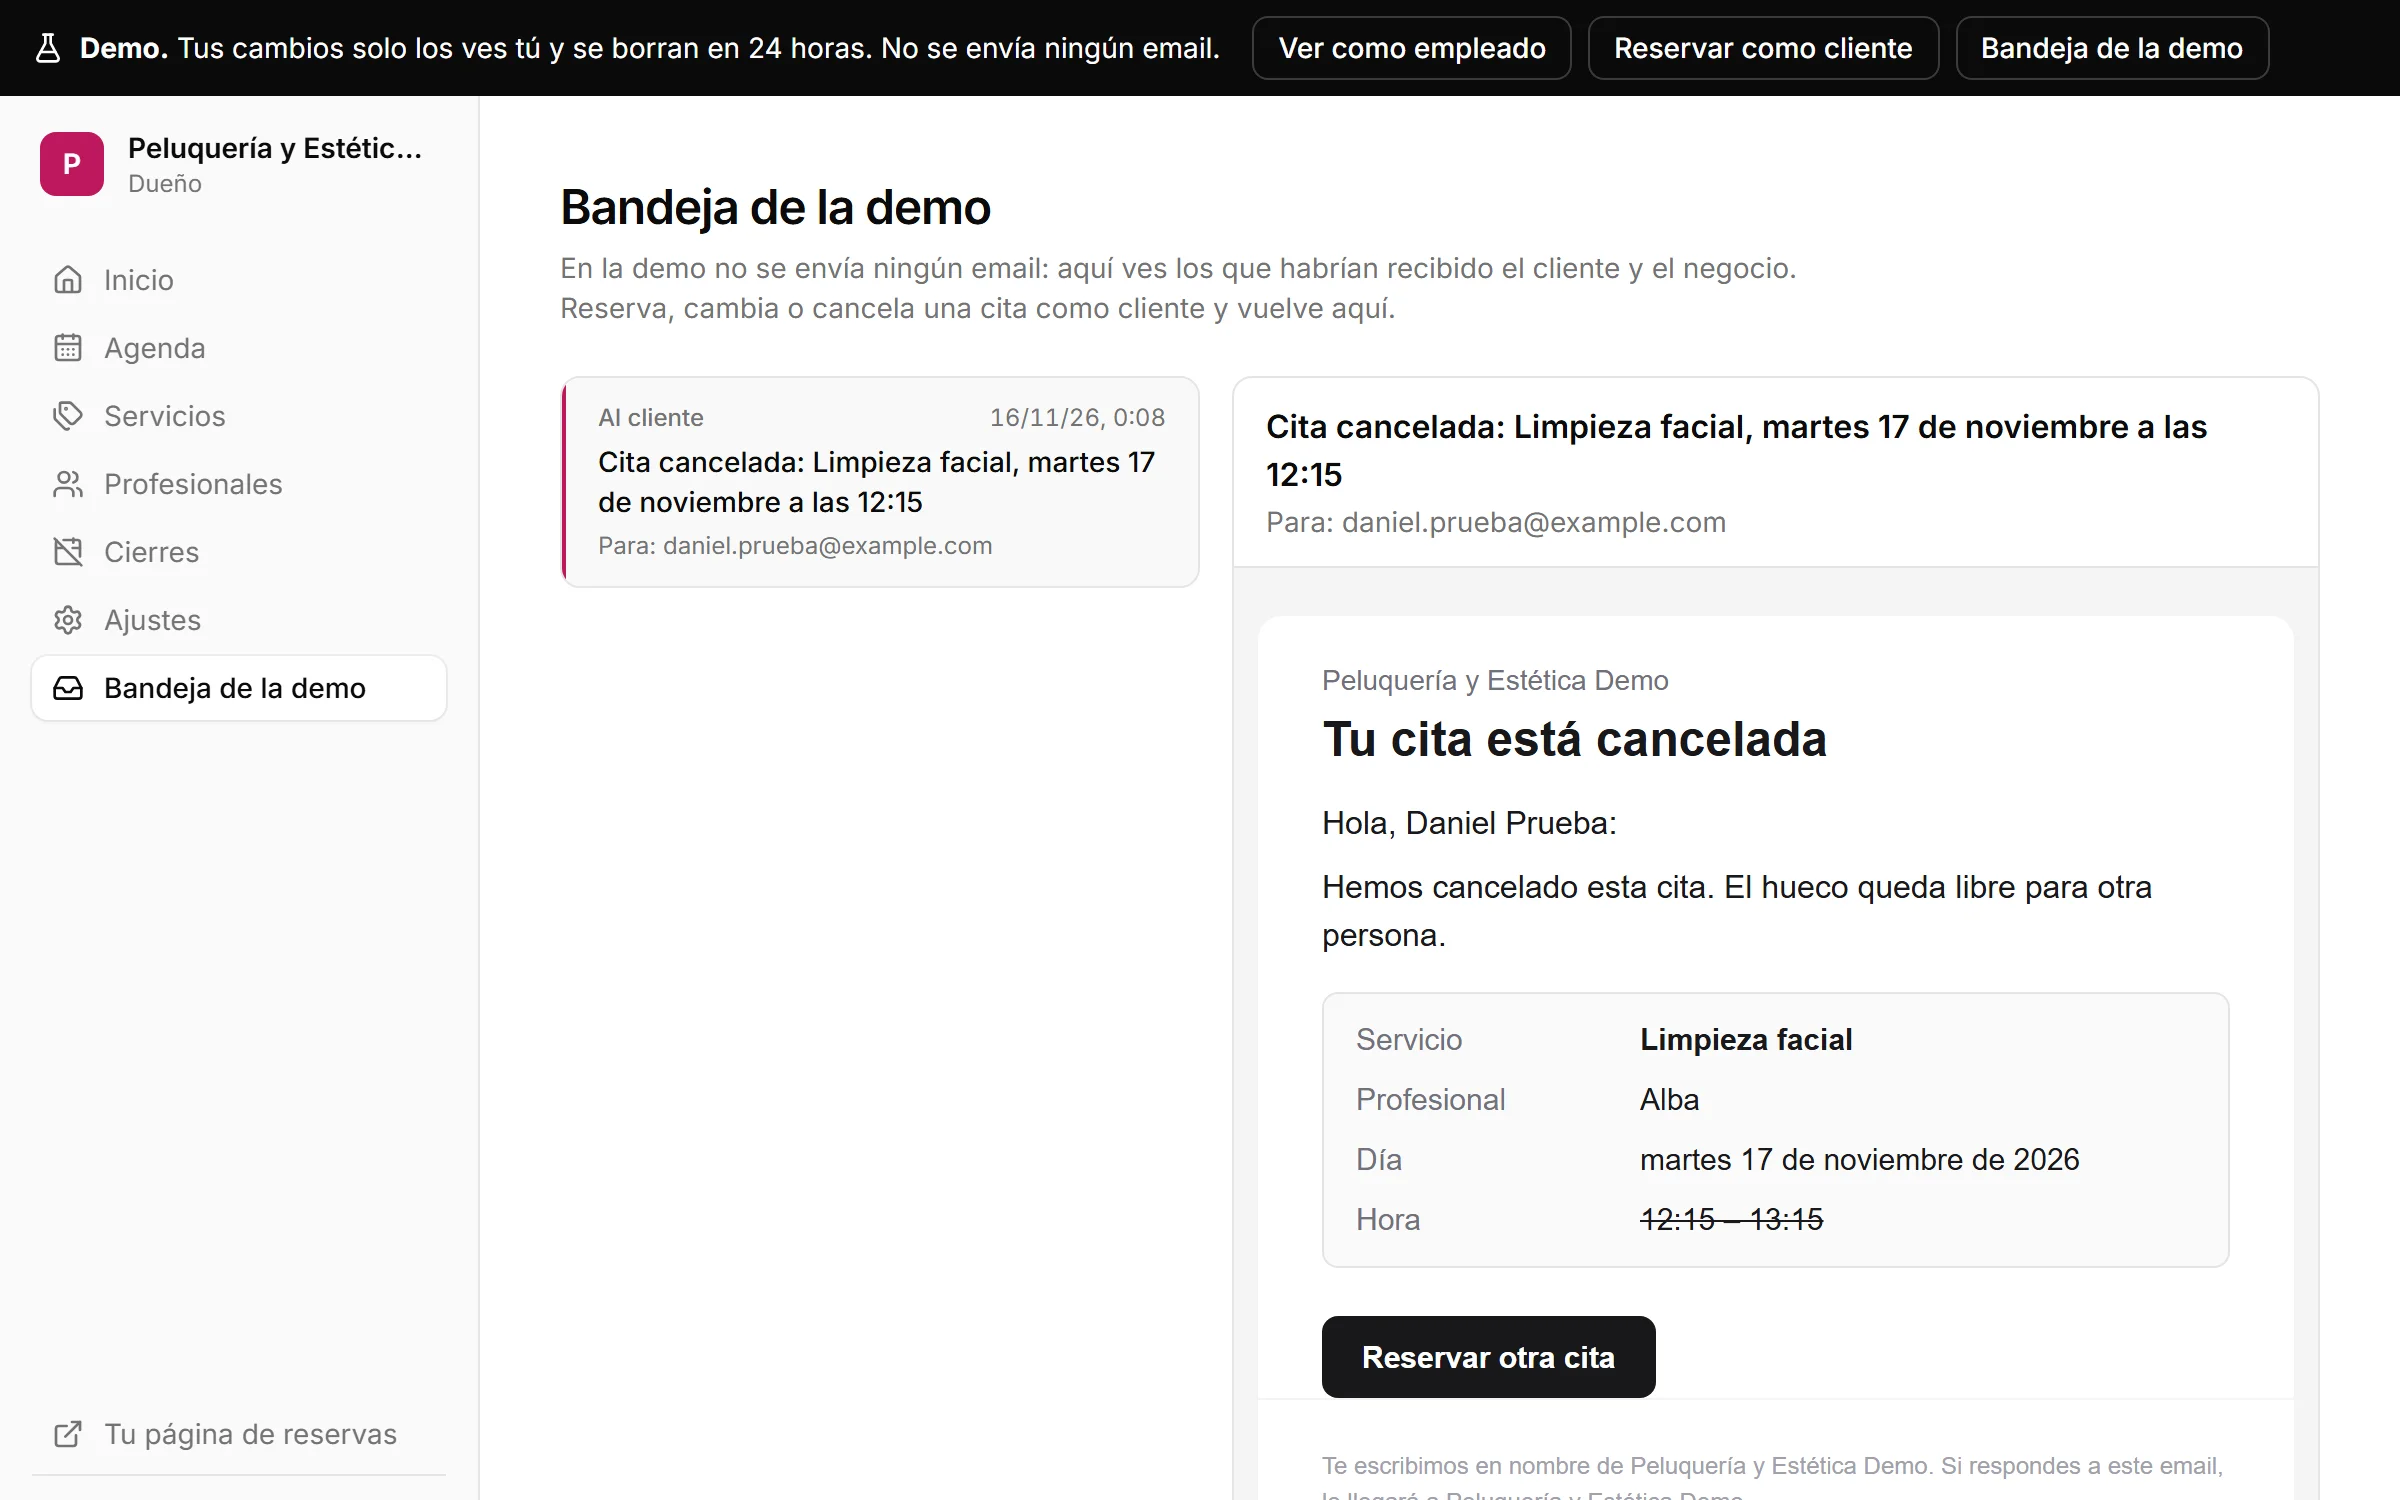 Demo. Tus cambios solo los ves tú y se borran en 24 horas. No se envía ningún email.
Ver como empleado
Reservar como cliente
Bandeja de la demo
P
Peluquería y Estétic...
Dueño
Inicio
Agenda
Servicios
Profesionales
Cierres
Ajustes
Bandeja de la demo
Tu página de reservas
Bandeja de la demo
En la demo no se envía ningún email: aquí ves los que habrían recibido el cliente y el negocio.
Reserva, cambia o cancela una cita como cliente y vuelve aquí.
Al cliente
16/11/26, 0:08
Cita cancelada: Limpieza facial, martes 17
de noviembre a las 12:15
Para: daniel.prueba@example.com
Cita cancelada: Limpieza facial, martes 17 de noviembre a las
12:15
Para: daniel.prueba@example.com
Peluquería y Estética Demo
Tu cita está cancelada
Hola, Daniel Prueba:
Hemos cancelado esta cita. El hueco queda libre para otra
persona.
Servicio
Limpieza facial
Profesional
Alba
Día
martes 17 de noviembre de 2026
Hora
12:15 – 13:15
Reservar otra cita
Te escribimos en nombre de Peluquería y Estética Demo. Si respondes a este email,
le llegará a Peluquería y Estética Demo.